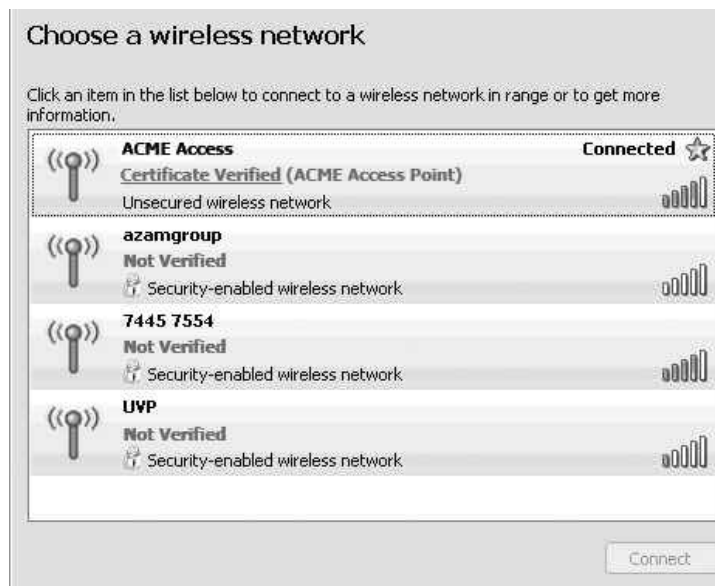 Choose a wireless network
Click an item in the list below to connect to a wireless network in range or to get more
information.
ACME Access Connected
Certificate Verified (ACME Access Point)
Unsecured wireless network
azamgroup
Not Verified
Security-enabled wireless network
7445 7554
Not Verified
Security-enabled wireless network
UVP
Not Verified
Security-enabled wireless network
Connect